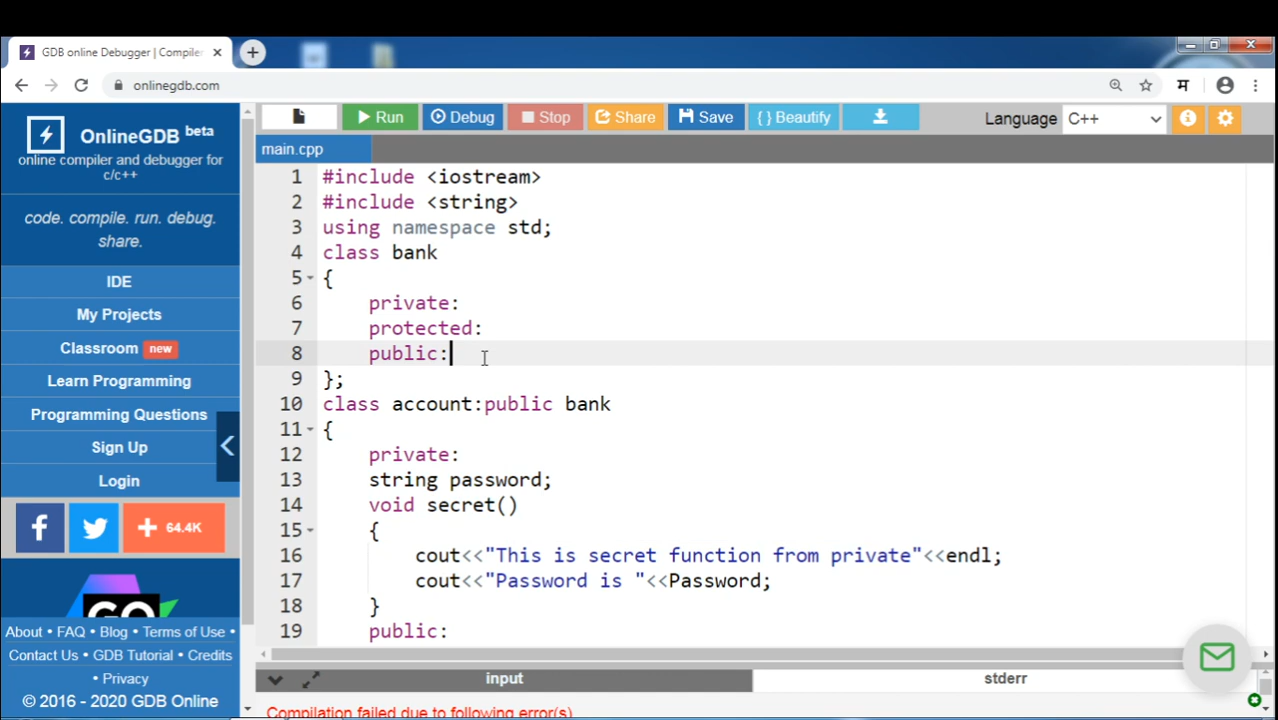 GDB online Debugger | Compiler
onlinegdb.com
म
OnlineGDB beta
online compiler and debugger for
c/c++
code. compile. run. debug.
share.
IDE
My Projects
Classroom new
Learn Programming
Programming Questions
Sign Up
Login
64.4K
GO
About • FAQ • Blog • Terms of Use •
Contact Us • GDB Tutorial • Credits
• Privacy
© 2016 - 2020 GDB Online
Run Debug Stop Share Save { } Beautify Language C++
main.cpp
1 #include <iostream>
2 #include <string>
3 using namespace std;
4 class bank
5 {
6 private:
7 protected:
8 public:
9 };
10 class account:public bank
11 {
12 private:
13 string password;
14 void secret()
15 {
16 cout<<"This is secret function from private"<<endl;
17 cout<<"Password is "<<Password;
18 }
19 public:
input stderr
Compilation failed due to following error(s)